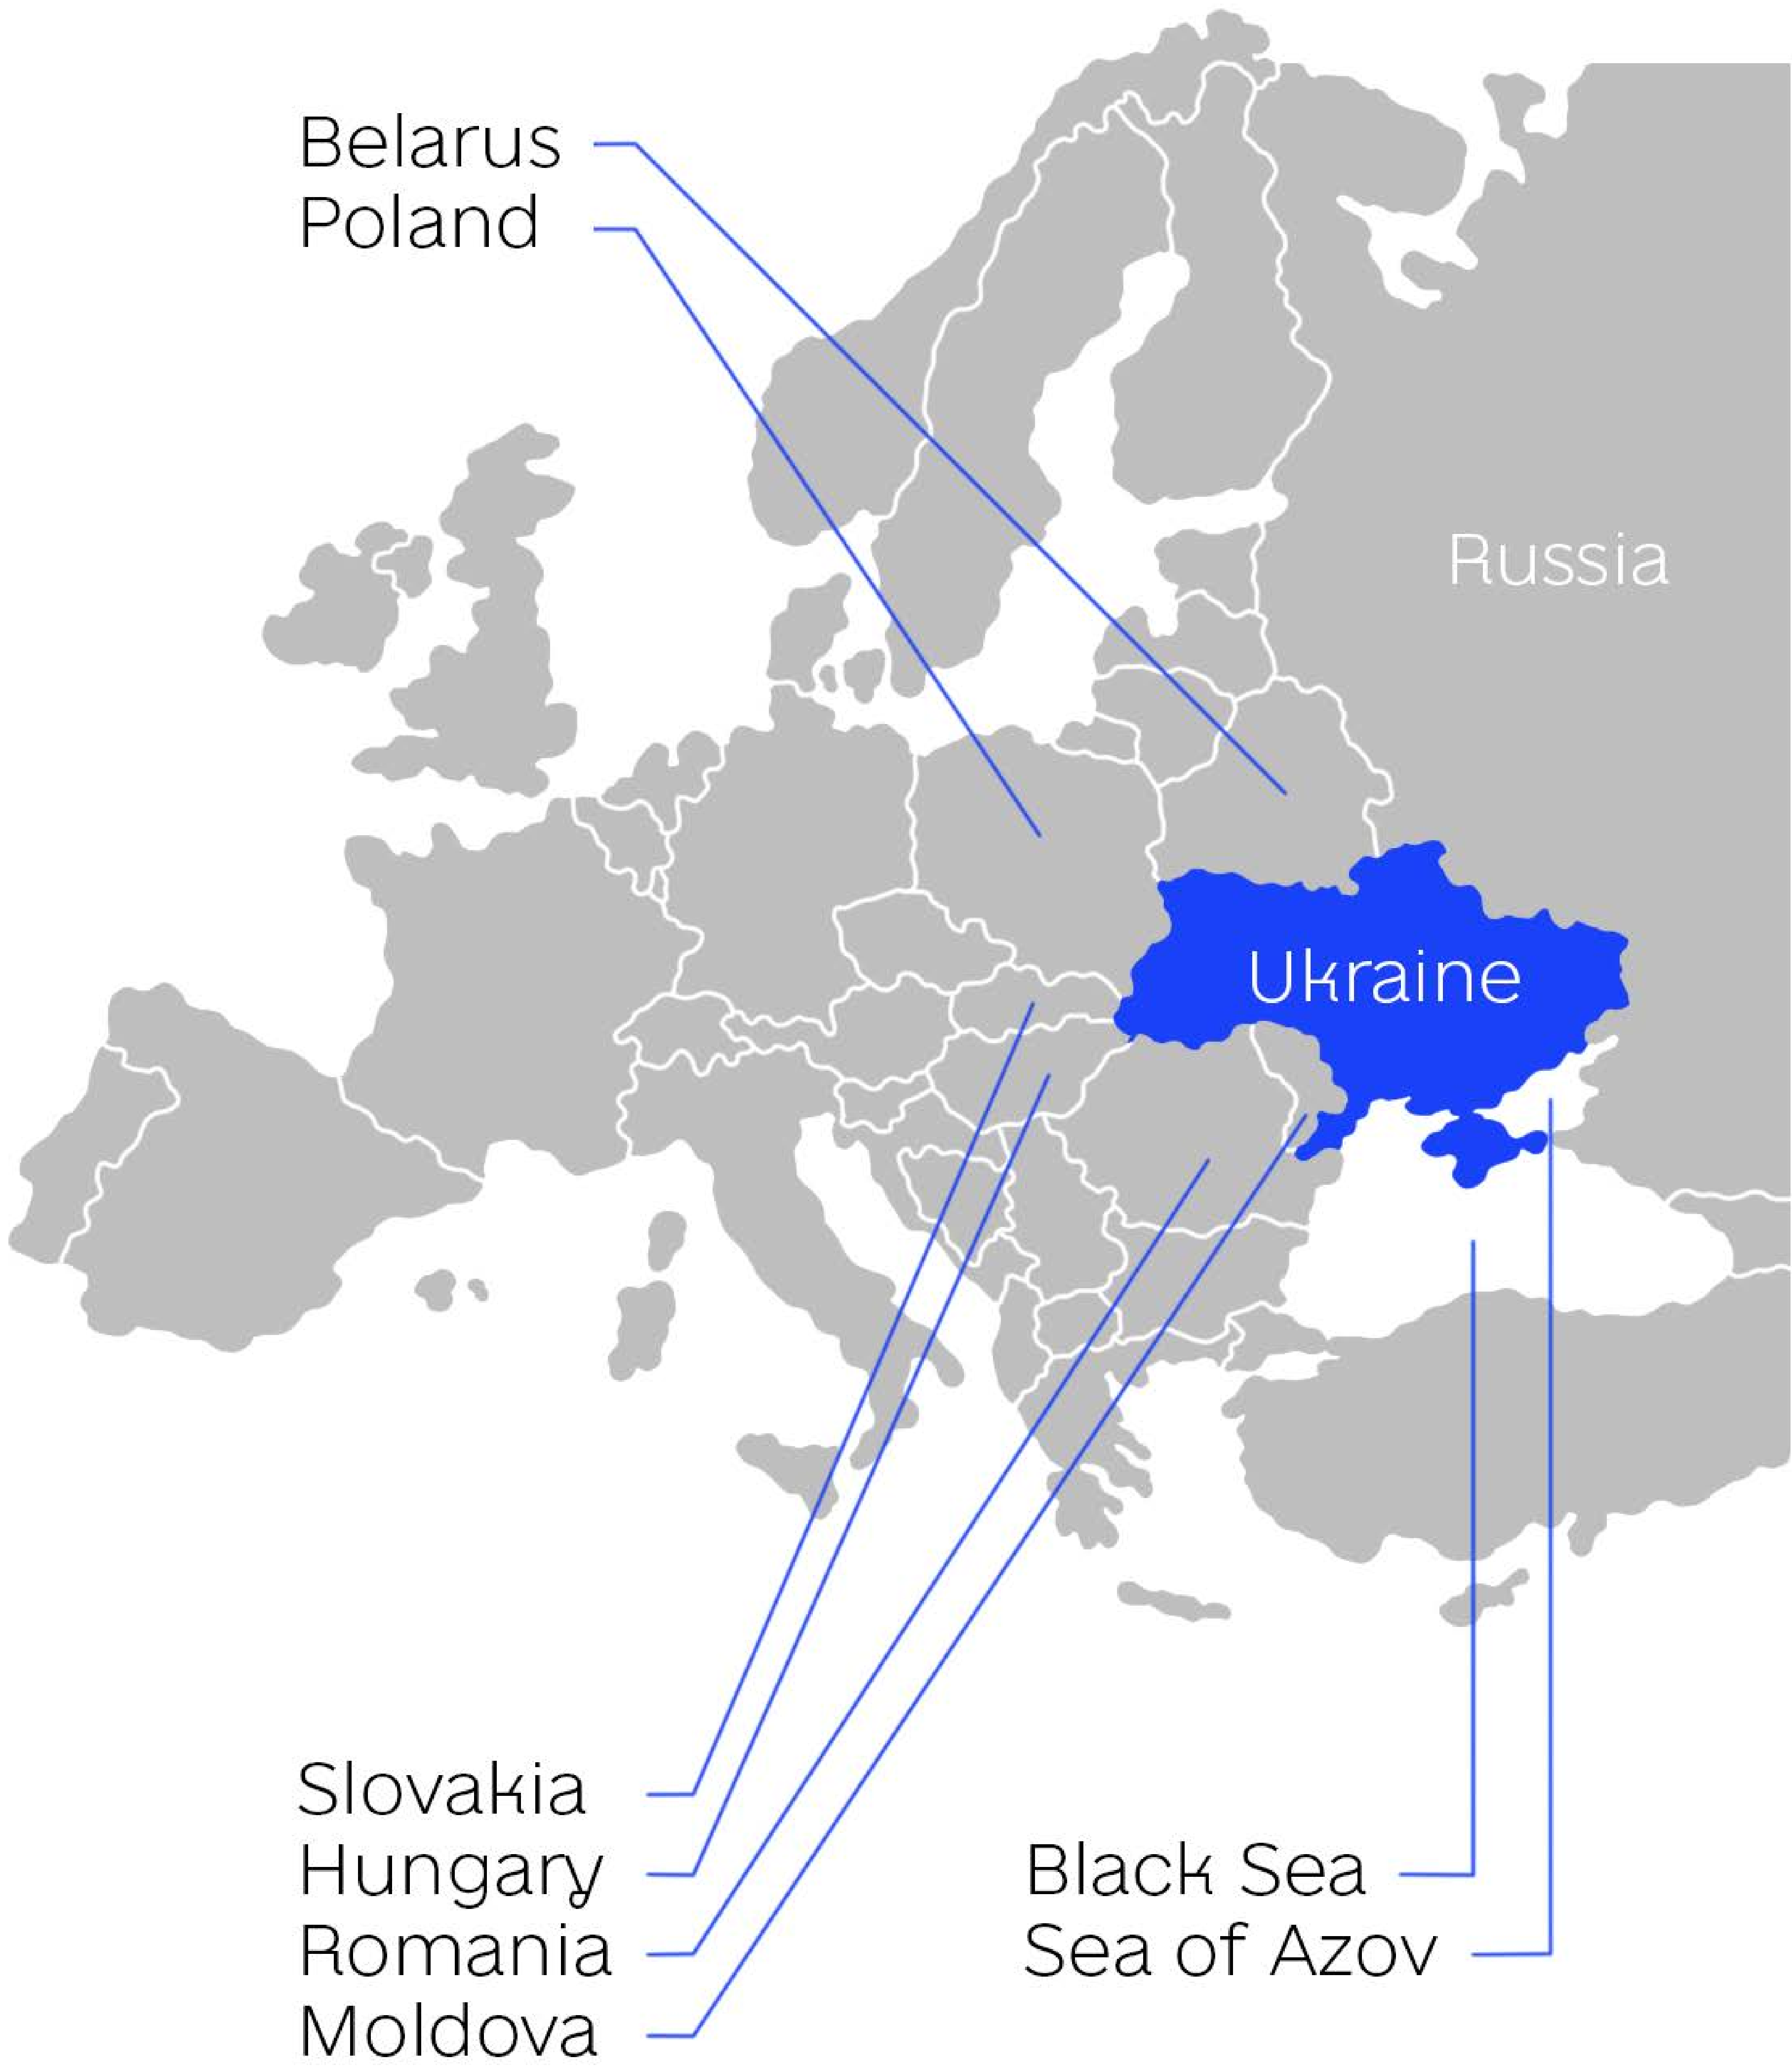 Belarus
Poland
Russia
Ukraine
Slovakia
Hungary
Romania
Moldova
Black Sea
Sea of Azov